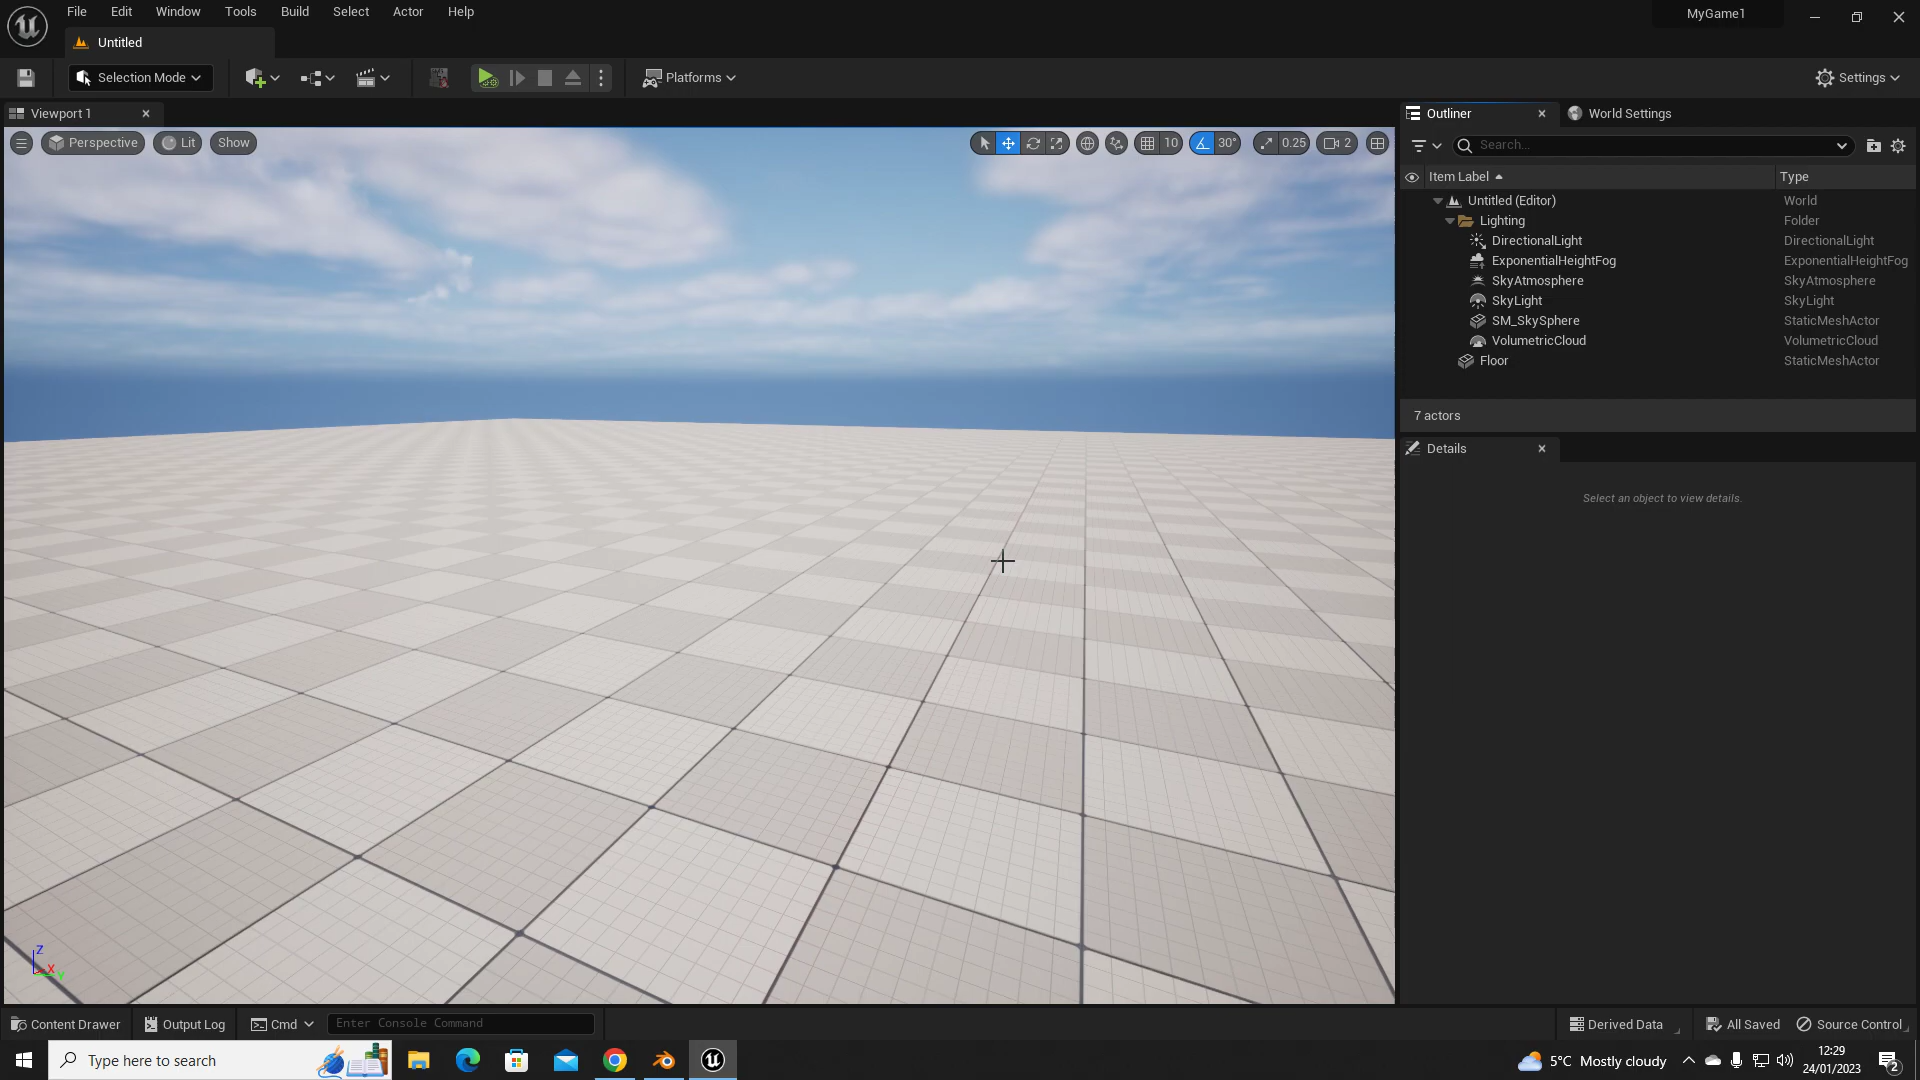 File Edit Window Tools Build Select Actor Help
MyGame1
Untitled
Selection Mode
Platforms
Settings
Viewport 1
Outliner
World Settings
Perspective Lit Show
10 30° 0.25 2
Search...
Item Label Type
Untitled (Editor) World
Lighting Folder
DirectionalLight DirectionalLight
ExponentialHeightFog ExponentialHeightFog
SkyAtmosphere SkyAtmosphere
SkyLight SkyLight
SM_SkySphere StaticMeshActor
VolumetricCloud VolumetricCloud
Floor StaticMeshActor
7 actors
Details
Select an object to view details.
Z
X
Y
Content Drawer Output Log Cmd Enter Console Command Derived Data All Saved Source Control
Type here to search
5°C Mostly cloudy
12:29
24/01/2023
2